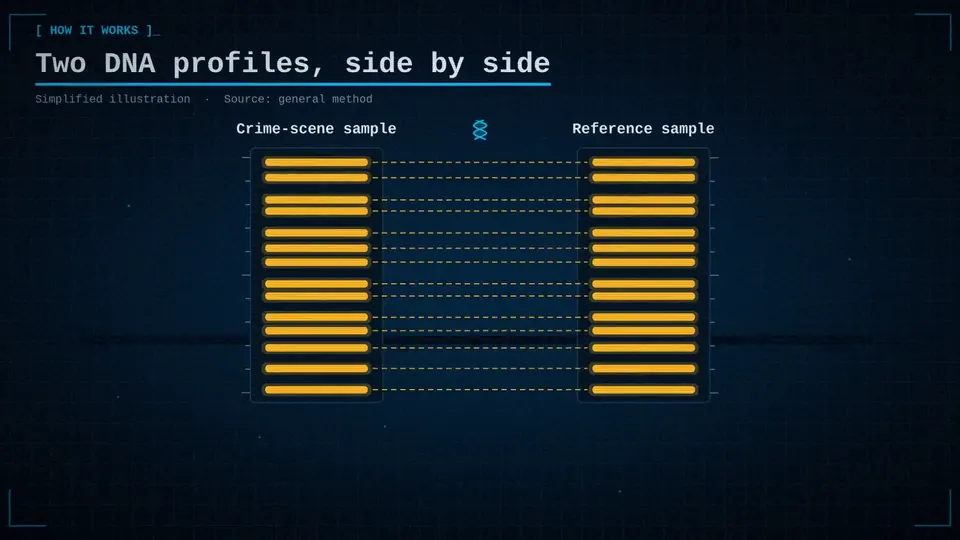 [ HOW IT WORKS ]_
Two DNA profiles, side by side
Simplified illustration · Source: general method
Crime-scene sample
Reference sample